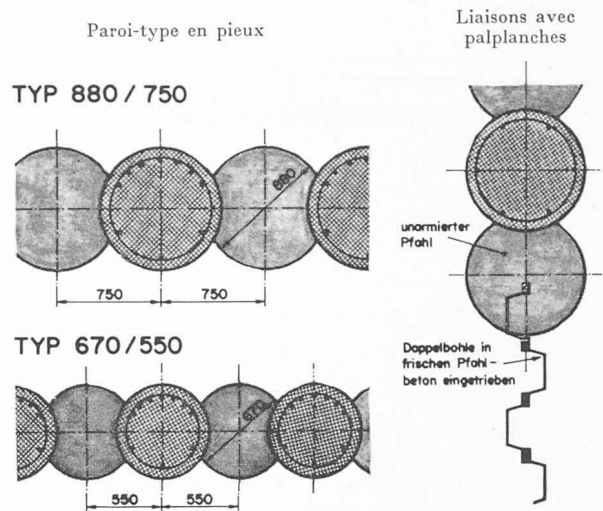 Paroi-type en pieux
TYP 880 / 750
880
750
750
TYP 670/550
670
550
550
Liaisons avec
palplanches
unormierter
Pfahl
Doppelbohle in
frischen Pfahl-
beton eingetrieben